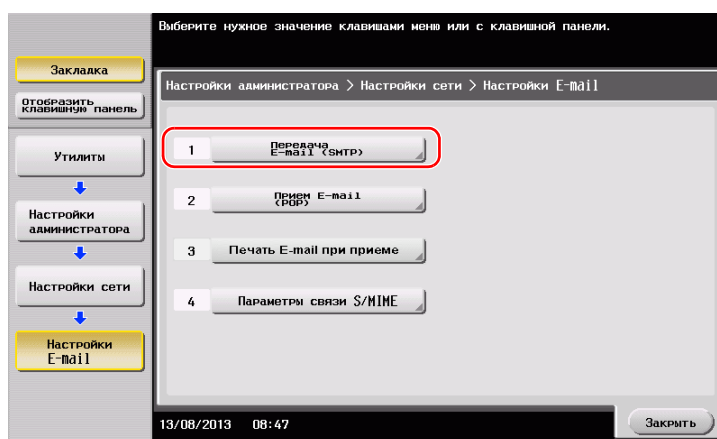 Выберите нужное значение клавишами меню или с клавишной панели.
Закладка
Отобразить
клавишную панель
Настройки администратора > Настройки сети > Настройки E-mail
1 Передача
E-mail (SMTP)
Утилиты
2 Прием E-mail
(POP)
Настройки
администратора
3 Печать E-mail при приеме
Настройки сети
4 Параметры связи S/MIME
Настройки
E-mail
13/08/2013 08:47
Закрыть